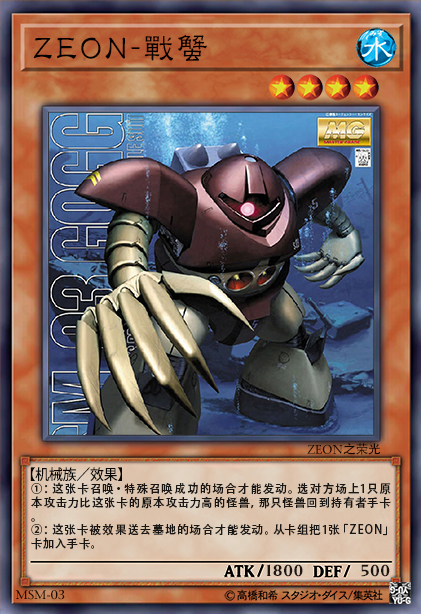 ZEON-戰蟹
水
MG
MSM-03 GOGG
ZEON之荣光
【机械族／效果】
①：这张卡召唤·特殊召唤成功的场合才能发动。选对方场上1只原
本攻击力比这张卡的原本攻击力高的怪兽，那只怪兽回到持有者手卡
。
②：这张卡被效果送去墓地的场合才能发动。从卡组把1张「ZEON」
卡加入手卡。
ATK/1800 DEF/ 500
MSM-03
©高橋和希 スタジオ・ダイス/集英社